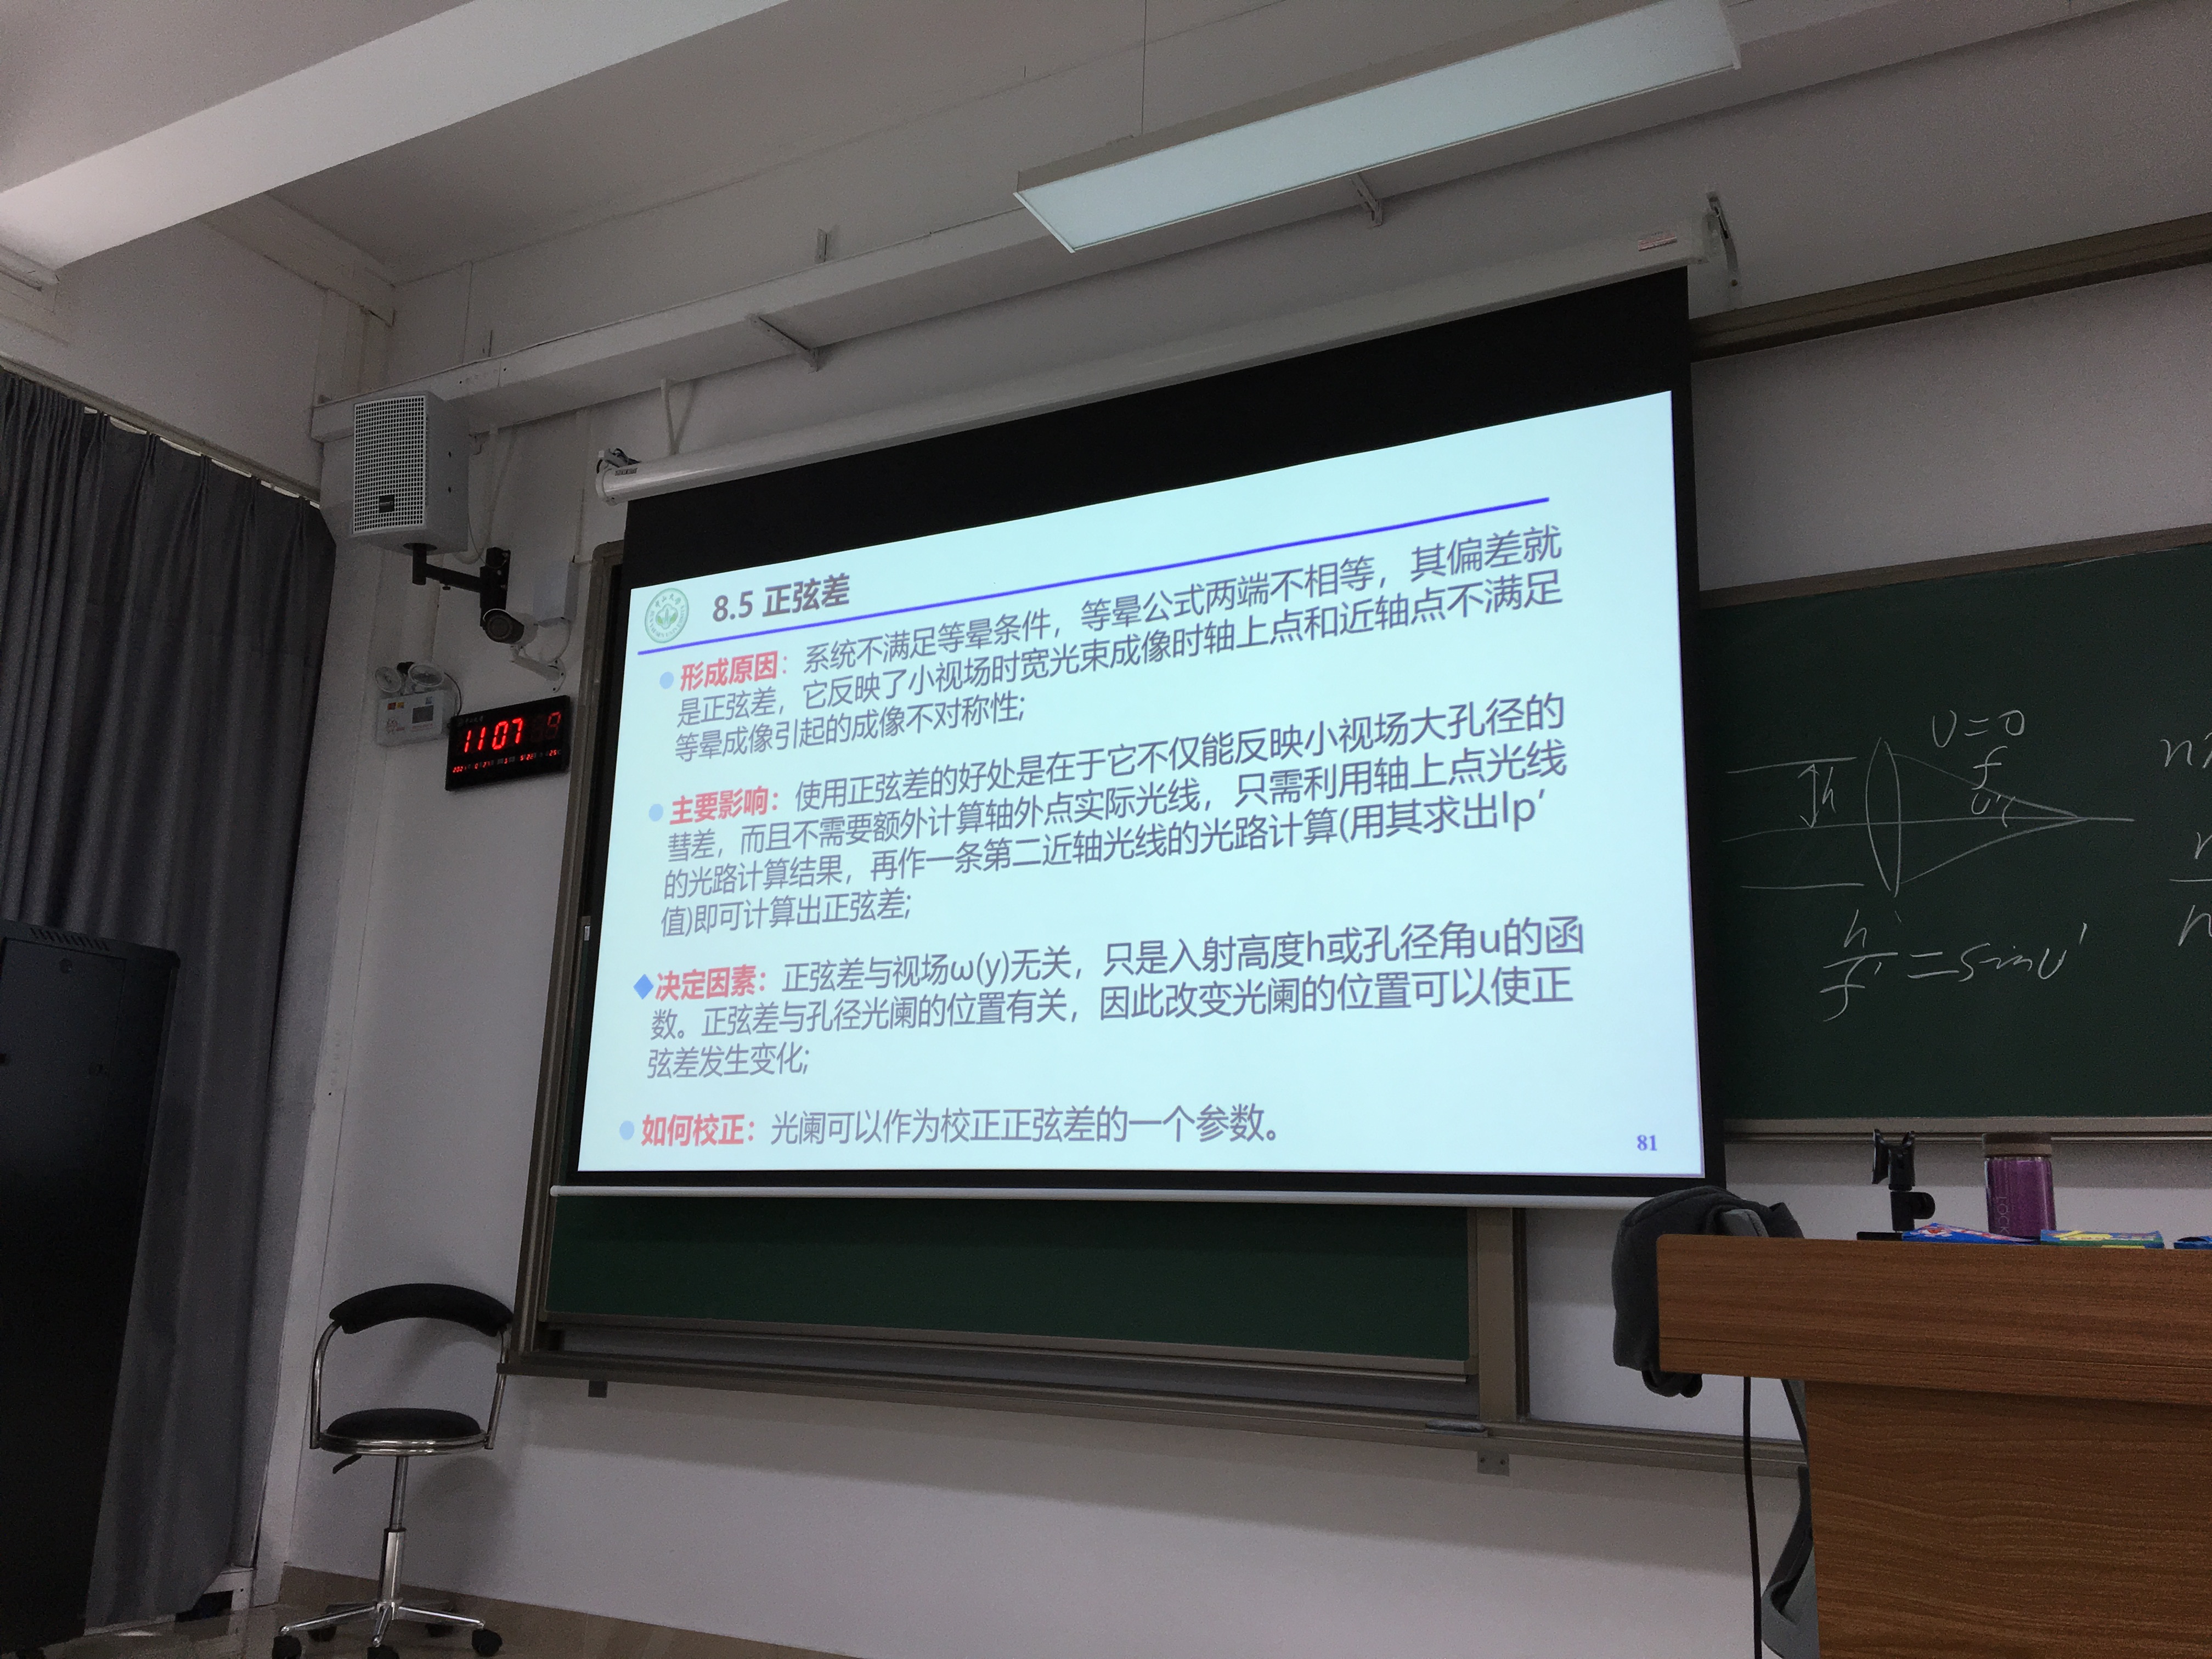 8.5 正弦差
形成原因：系统不满足等晕条件，等晕公式两端不相等，其偏差就
是正弦差，它反映了小视场时宽光束成像时轴上点和近轴点不满足
等晕成像引起的成像不对称性;
主要影响：使用正弦差的好处是在于它不仅能反映小视场大孔径的
彗差，而且不需要额外计算轴外点实际光线，只需利用轴上点光线
的光路计算结果，再作一条第二近轴光线的光路计算(用其求出lp′
值)即可计算出正弦差;
决定因素：正弦差与视场ω(y)无关，只是入射高度h或孔径角u的函
数。正弦差与孔径光阑的位置有关，因此改变光阑的位置可以使正
弦差发生变化;
如何校正：光阑可以作为校正正弦差的一个参数。
81
1107
U=0
h
f'
u'
h
f' = sinU'
n
LOCK